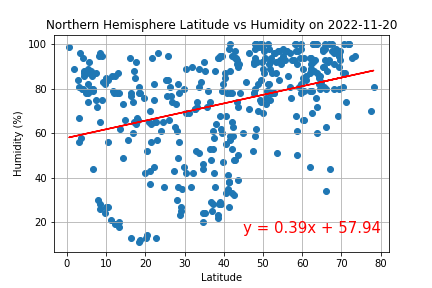 Northern Hemisphere Latitude vs Humidity on 2022-11-20
100
80
60
40
20
Humidity (%)
y = 0.39x + 57.94
0 10 20 30 40 50 60 70 80
Latitude